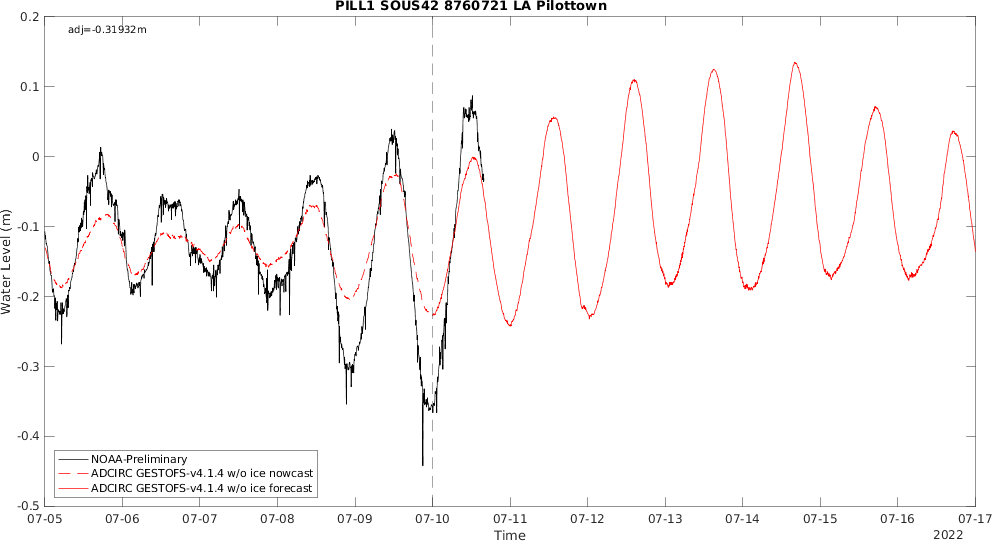 PILL1 SOUS42 8760721 LA Pilottown
adj=-0.31932m
Water Level (m)
0.2
0.1
0
-0.1
-0.2
-0.3
-0.4
-0.5
NOAA-Preliminary
ADCIRC GESTOFS-v4.1.4 w/o ice nowcast
ADCIRC GESTOFS-v4.1.4 w/o ice forecast
07-05 07-06 07-07 07-08 07-09 07-10 07-11 07-12 07-13 07-14 07-15 07-16 07-17
Time
2022